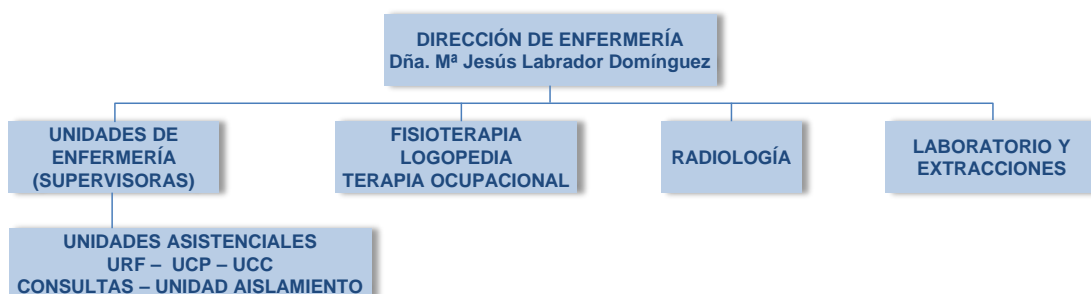 DIRECCIÓN DE ENFERMERÍA
Dña. Mª Jesús Labrador Domínguez
UNIDADES DE
ENFERMERÍA
(SUPERVISORAS)
FISIOTERAPIA
LOGOPEDIA
TERAPIA OCUPACIONAL
RADIOLOGÍA
LABORATORIO Y
EXTRACCIONES
UNIDADES ASISTENCIALES
URF – UCP – UCC
CONSULTAS – UNIDAD AISLAMIENTO